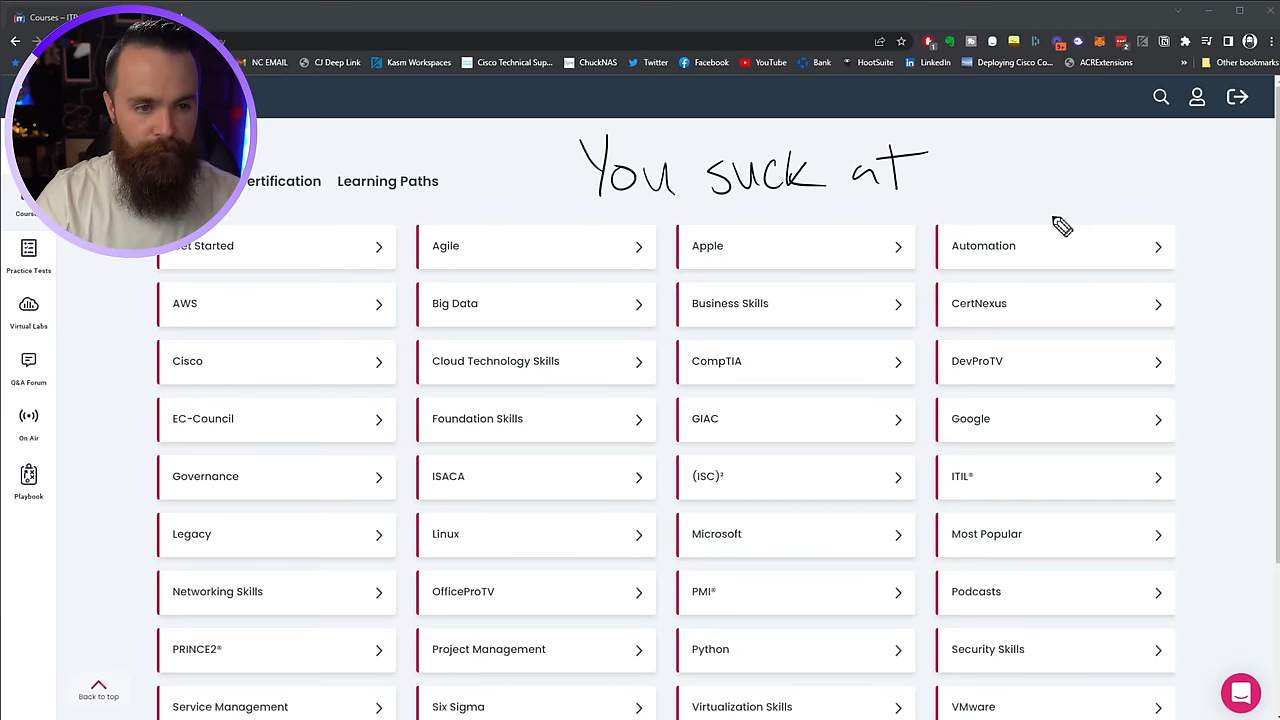 Courses – ITP
NC EMAIL CJ Deep Link Kasm Workspaces Cisco Technical Sup... ChuckNAS Twitter Facebook YouTube Bank HootSuite LinkedIn Deploying Cisco Co... ACRExtensions » Other bookmarks
You suck at
ertification Learning Paths
Cours
Get Started Agile Apple Automation
Practice Tests
AWS Big Data Business Skills CertNexus
Virtual Labs
Cisco Cloud Technology Skills CompTIA DevProTV
Q&A Forum
EC-Council Foundation Skills GIAC Google
On Air
Governance ISACA (ISC)² ITIL®
Playbook
Legacy Linux Microsoft Most Popular
Networking Skills OfficeProTV PMI® Podcasts
PRINCE2® Project Management Python Security Skills
Back to top
Service Management Six Sigma Virtualization Skills VMware